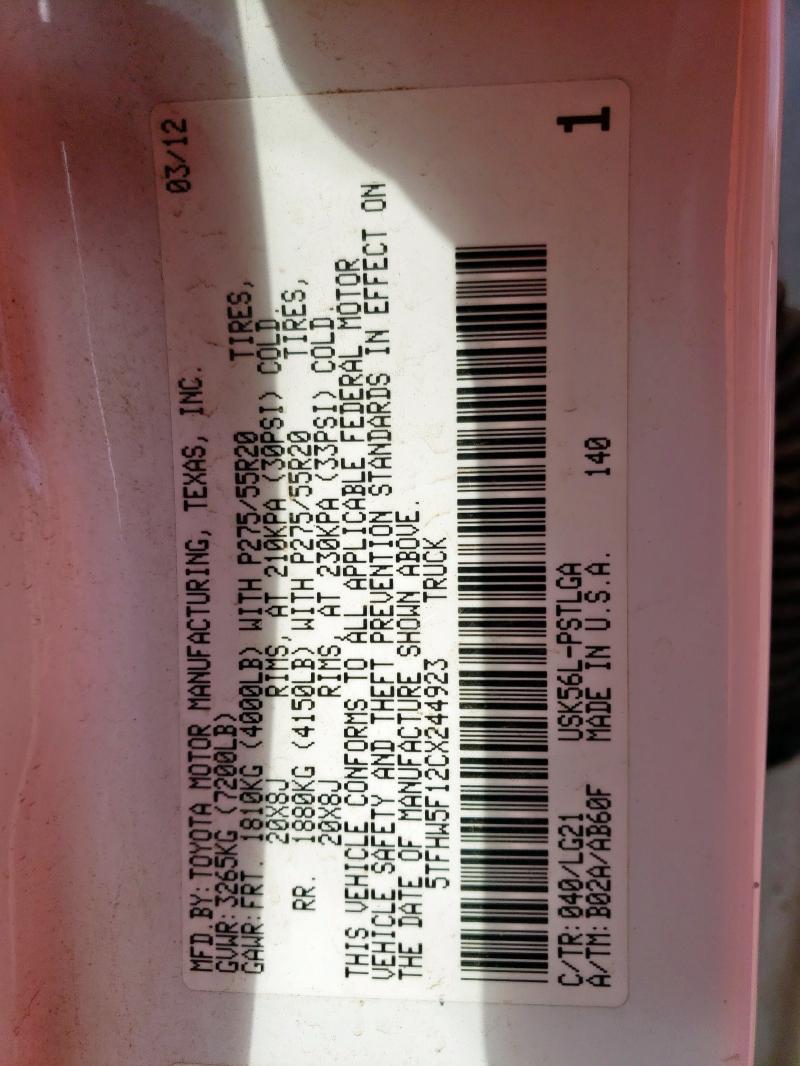 MFD BY: TOYOTA MOTOR MANUFACTURING, TEXAS, INC. 03/12
GVWR: 3265KG (7200LB)
GAWR: FRT. 1810KG (4000LB) WITH P275/55R20 TIRES,
20X8J RIMS, AT 210KPA (30PSI) COLD.
RR. 1880KG (4150LB) WITH P275/55R20 TIRES,
20X8J RIMS, AT 230KPA (33PSI) COLD.
THIS VEHICLE CONFORMS TO ALL APPLICABLE FEDERAL MOTOR
VEHICLE SAFETY AND THEFT PREVENTION STANDARDS IN EFFECT ON
THE DATE OF MANUFACTURE SHOWN ABOVE.
5TFHW5F12CX244923 TRUCK
C/TR: 040/LG21 USK56L-PSTLGA
A/TM: B02A/AB60F MADE IN U.S.A. 140 1